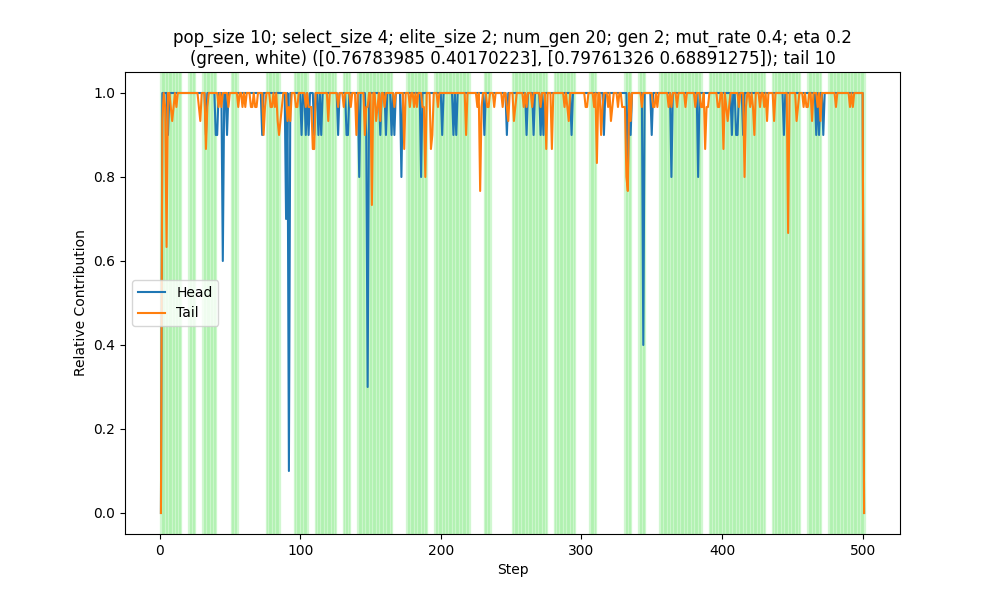 pop_size 10; select_size 4; elite_size 2; num_gen 20; gen 2; mut_rate 0.4; eta 0.2
(green, white) ([0.76783985 0.40170223], [0.79761326 0.68891275]); tail 10
1.0
0.8
0.6
0.4
0.2
0.0
Relative Contribution
Head
Tail
0
100
200
300
400
500
Step